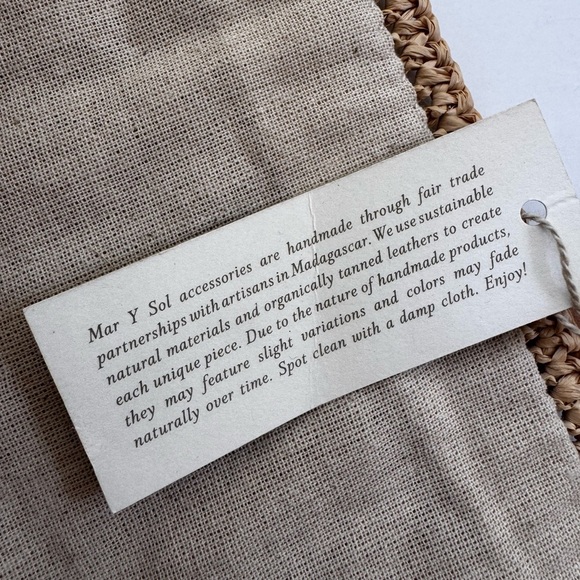 Mar Y Sol accessories are handmade through fair trade
partnerships with artisans in Madagascar. We use sustainable
natural materials and organically tanned leathers to create
each unique piece. Due to the nature of handmade products,
they may feature slight variations and colors may fade
naturally over time. Spot clean with a damp cloth. Enjoy!